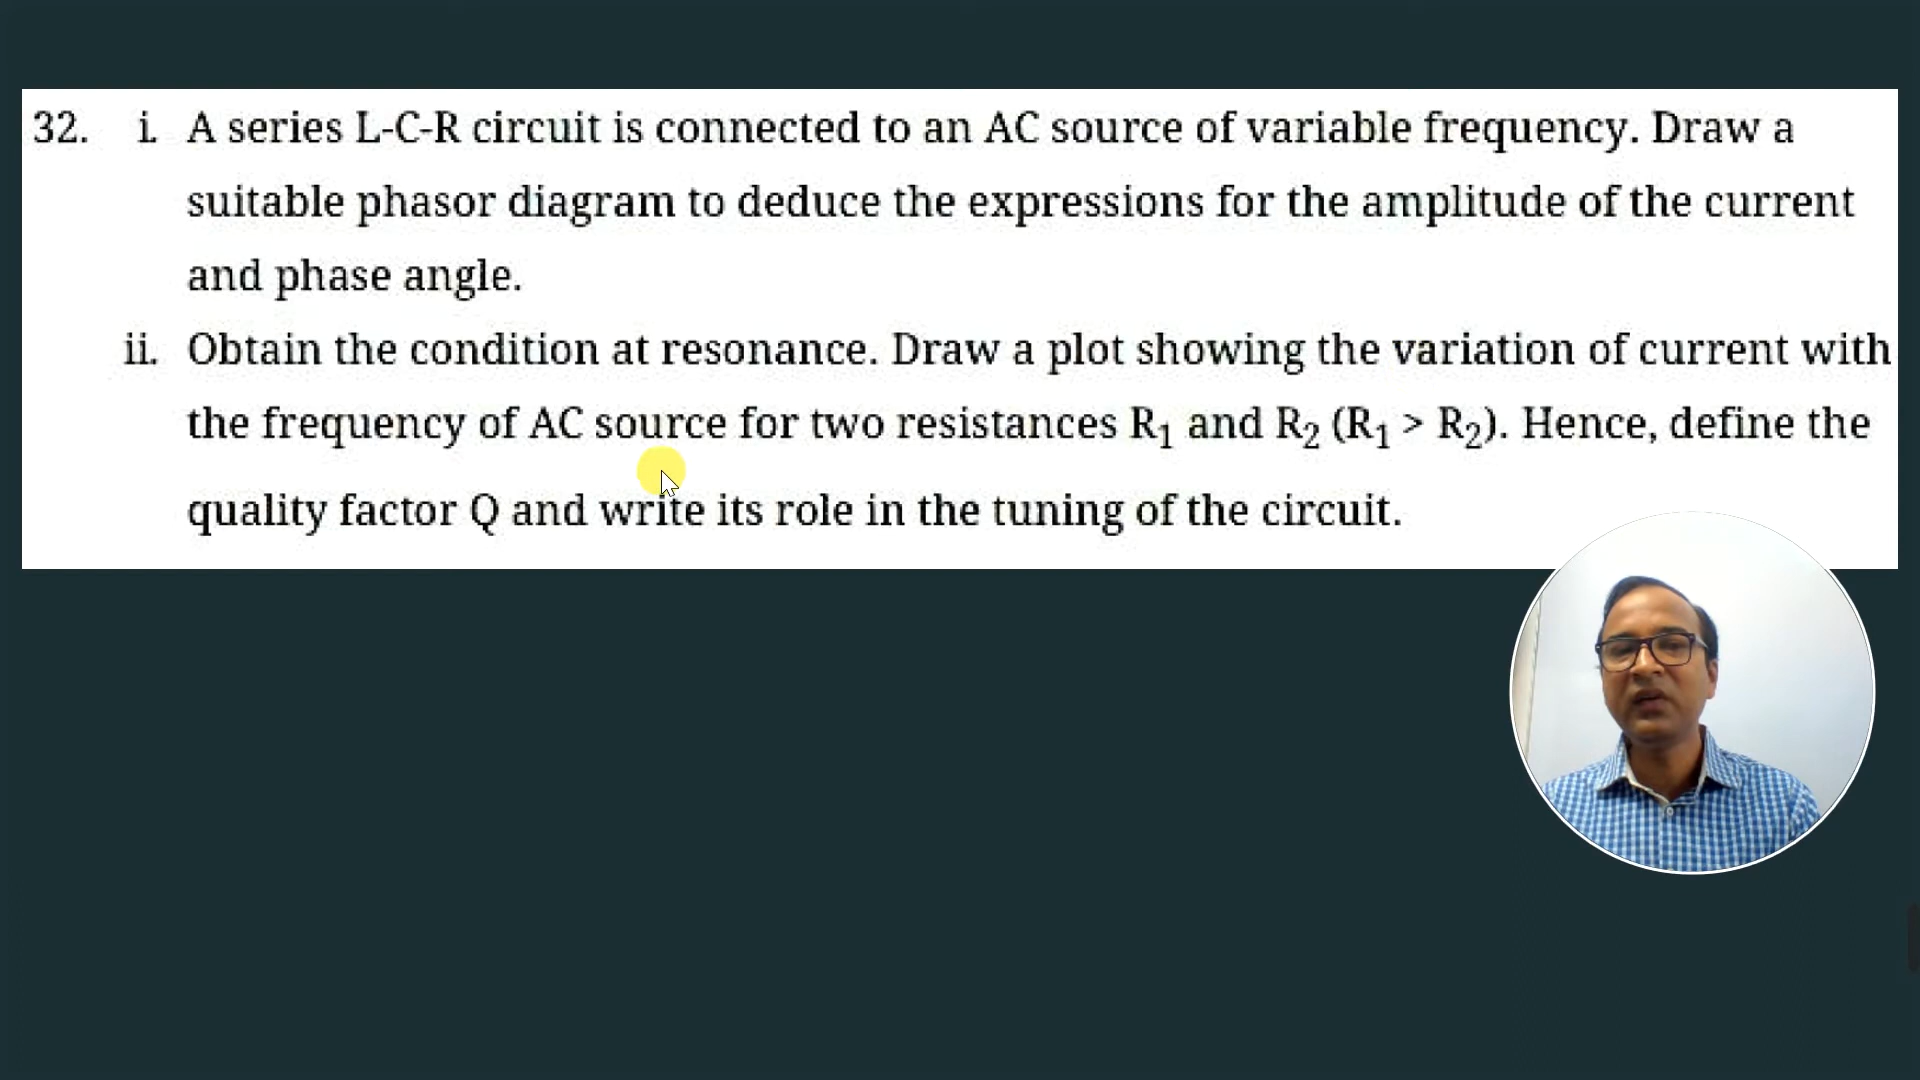 32. i. A series L-C-R circuit is connected to an AC source of variable frequency. Draw a
suitable phasor diagram to deduce the expressions for the amplitude of the current
and phase angle.
ii. Obtain the condition at resonance. Draw a plot showing the variation of current with
the frequency of AC source for two resistances R₁ and R₂ (R₁ > R₂). Hence, define the
quality factor Q and write its role in the tuning of the circuit.